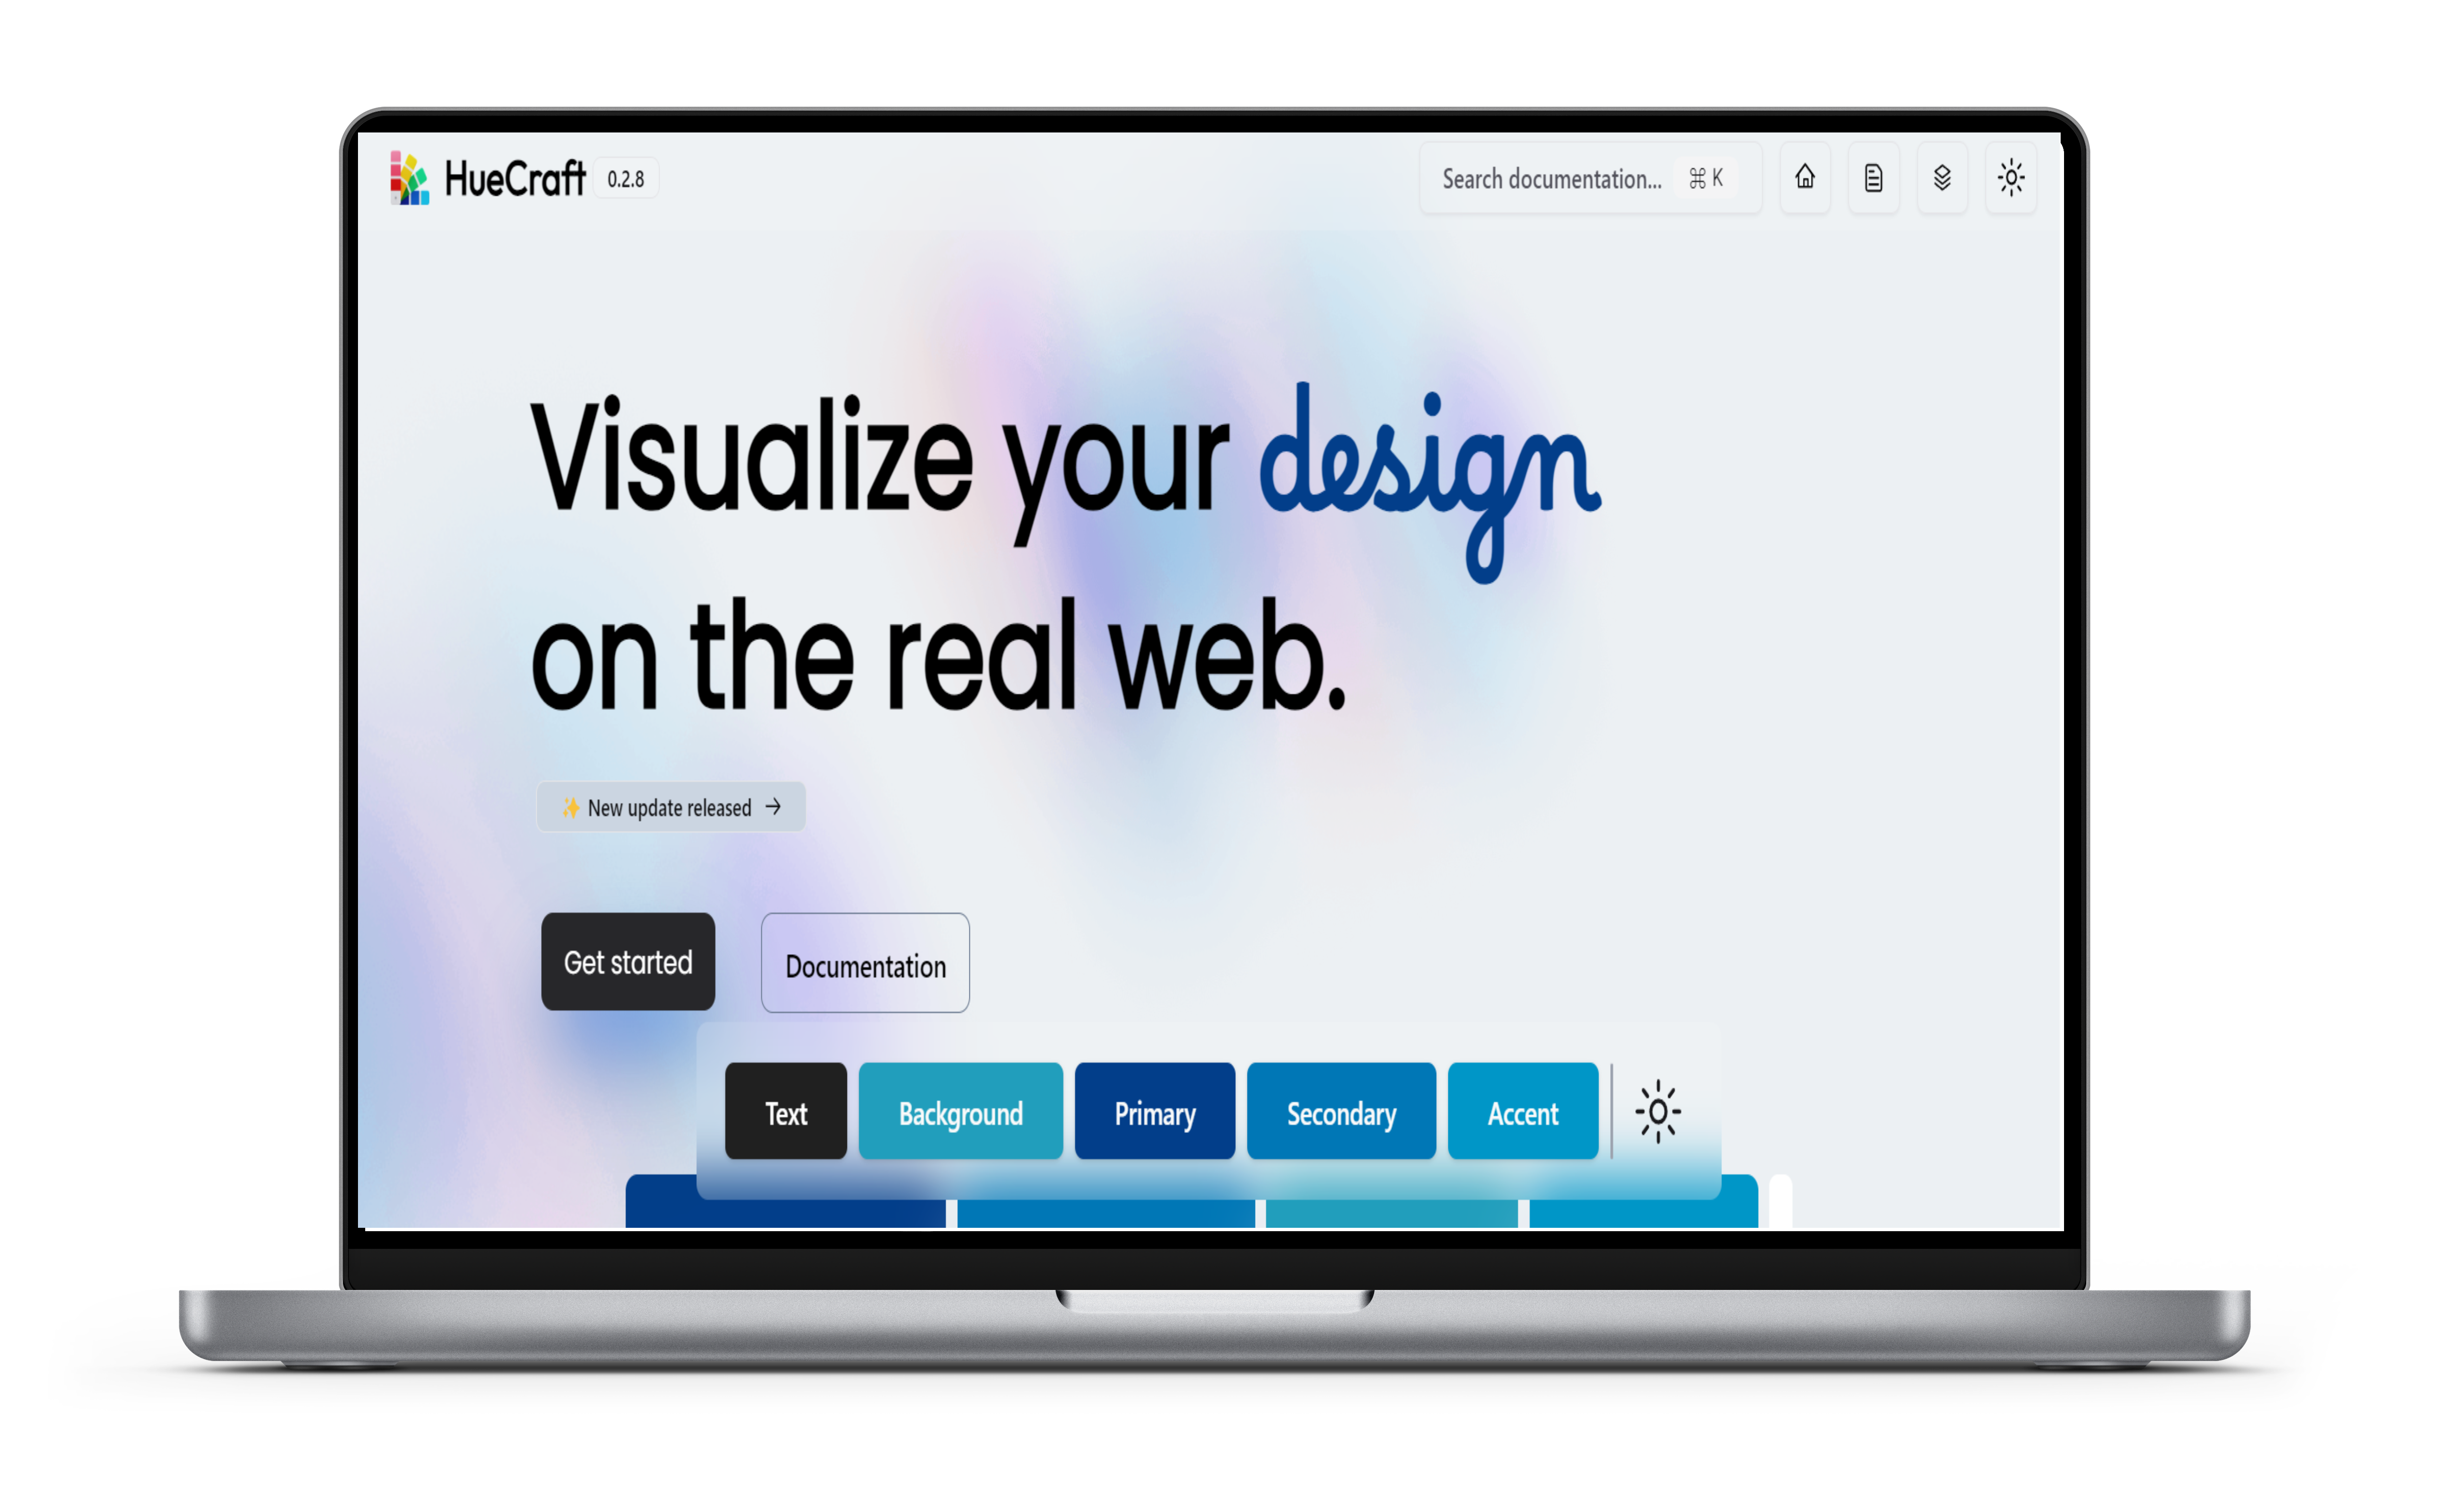 HueCraft 0.2.8 Search documentation... ⌘ K
Visualize your design
on the real web.
✨ New update released →
Get started Documentation
Text Background Primary Secondary Accent